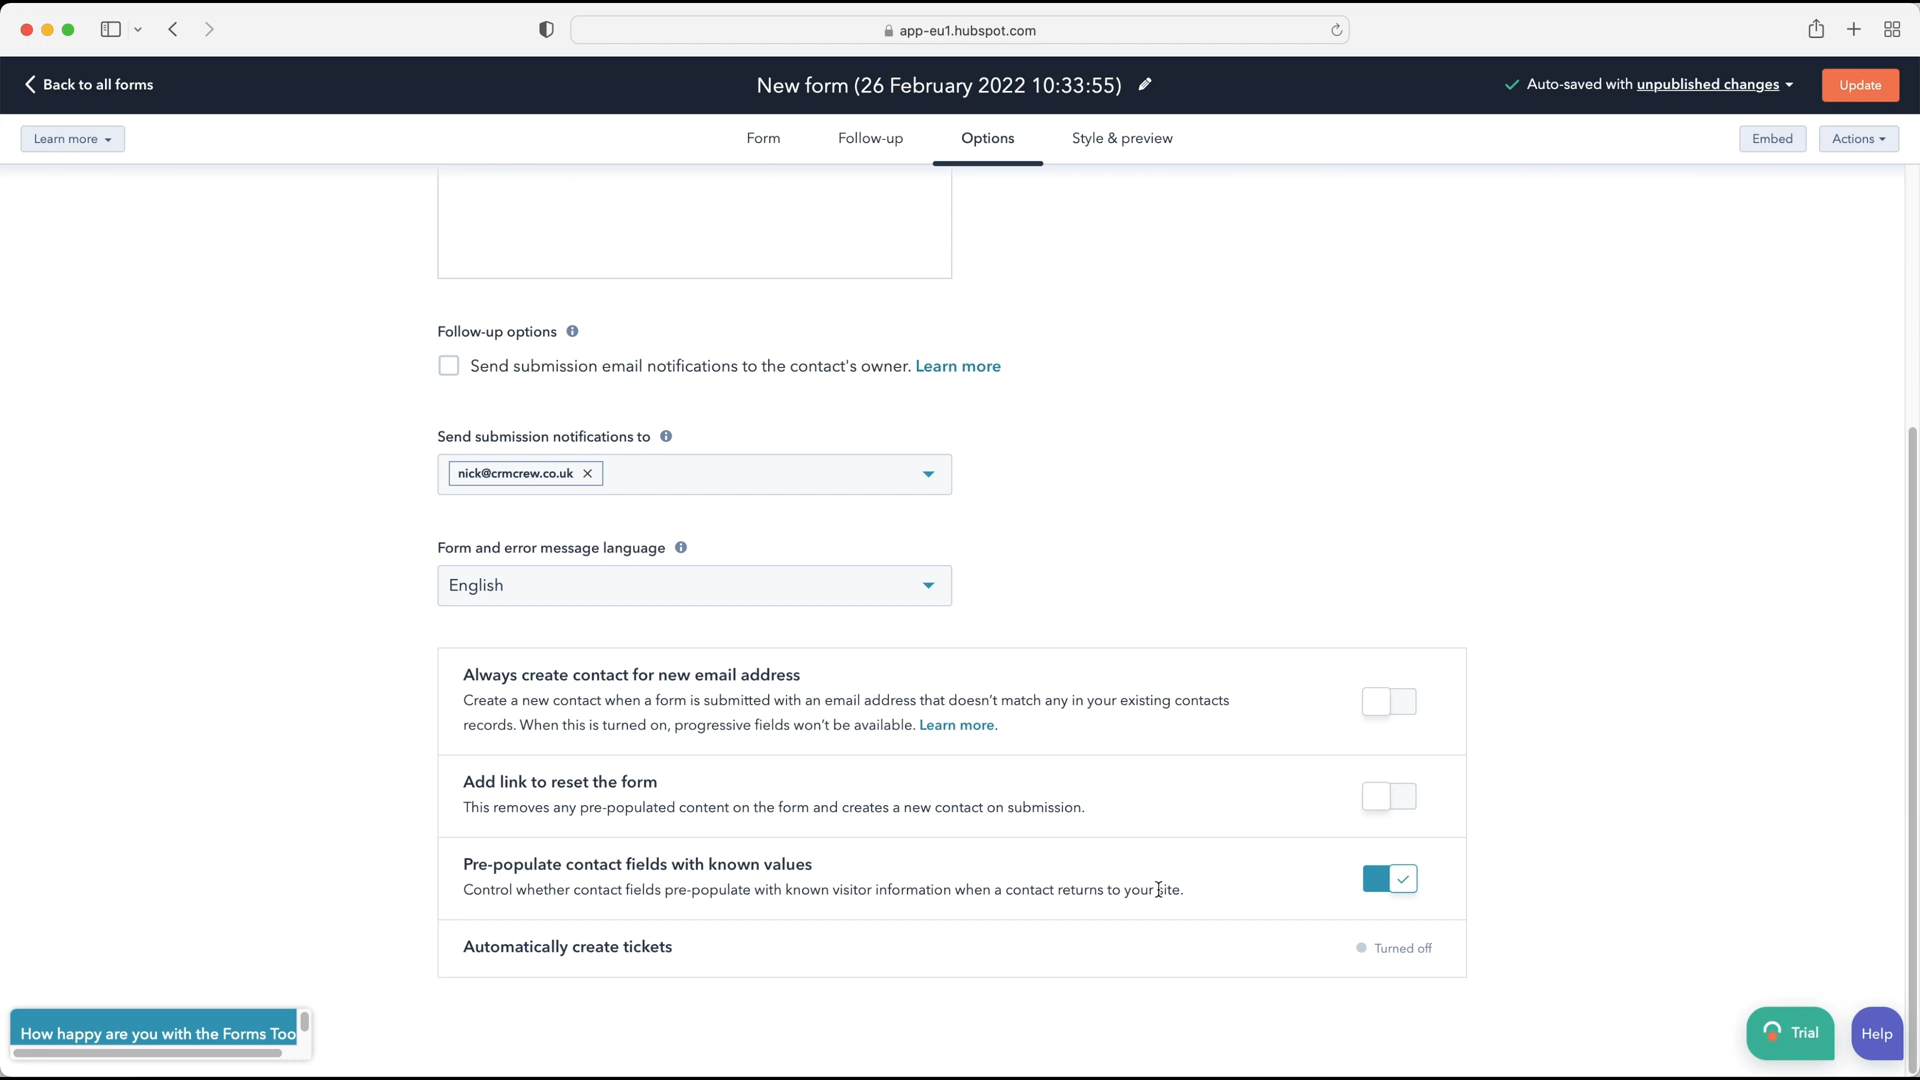 app-eu1.hubspot.com
Back to all forms
New form (26 February 2022 10:33:55)
Auto-saved with unpublished changes
Update
Learn more
Form
Follow-up
Options
Style & preview
Embed
Actions
Follow-up options
Send submission email notifications to the contact's owner. Learn more
Send submission notifications to
nick@crmcrew.co.uk
Form and error message language
English
Always create contact for new email address
Create a new contact when a form is submitted with an email address that doesn't match any in your existing contacts
records. When this is turned on, progressive fields won't be available. Learn more.
Add link to reset the form
This removes any pre-populated content on the form and creates a new contact on submission.
Pre-populate contact fields with known values
Control whether contact fields pre-populate with known visitor information when a contact returns to your site.
Automatically create tickets
Turned off
How happy are you with the Forms Too
Trial
Help